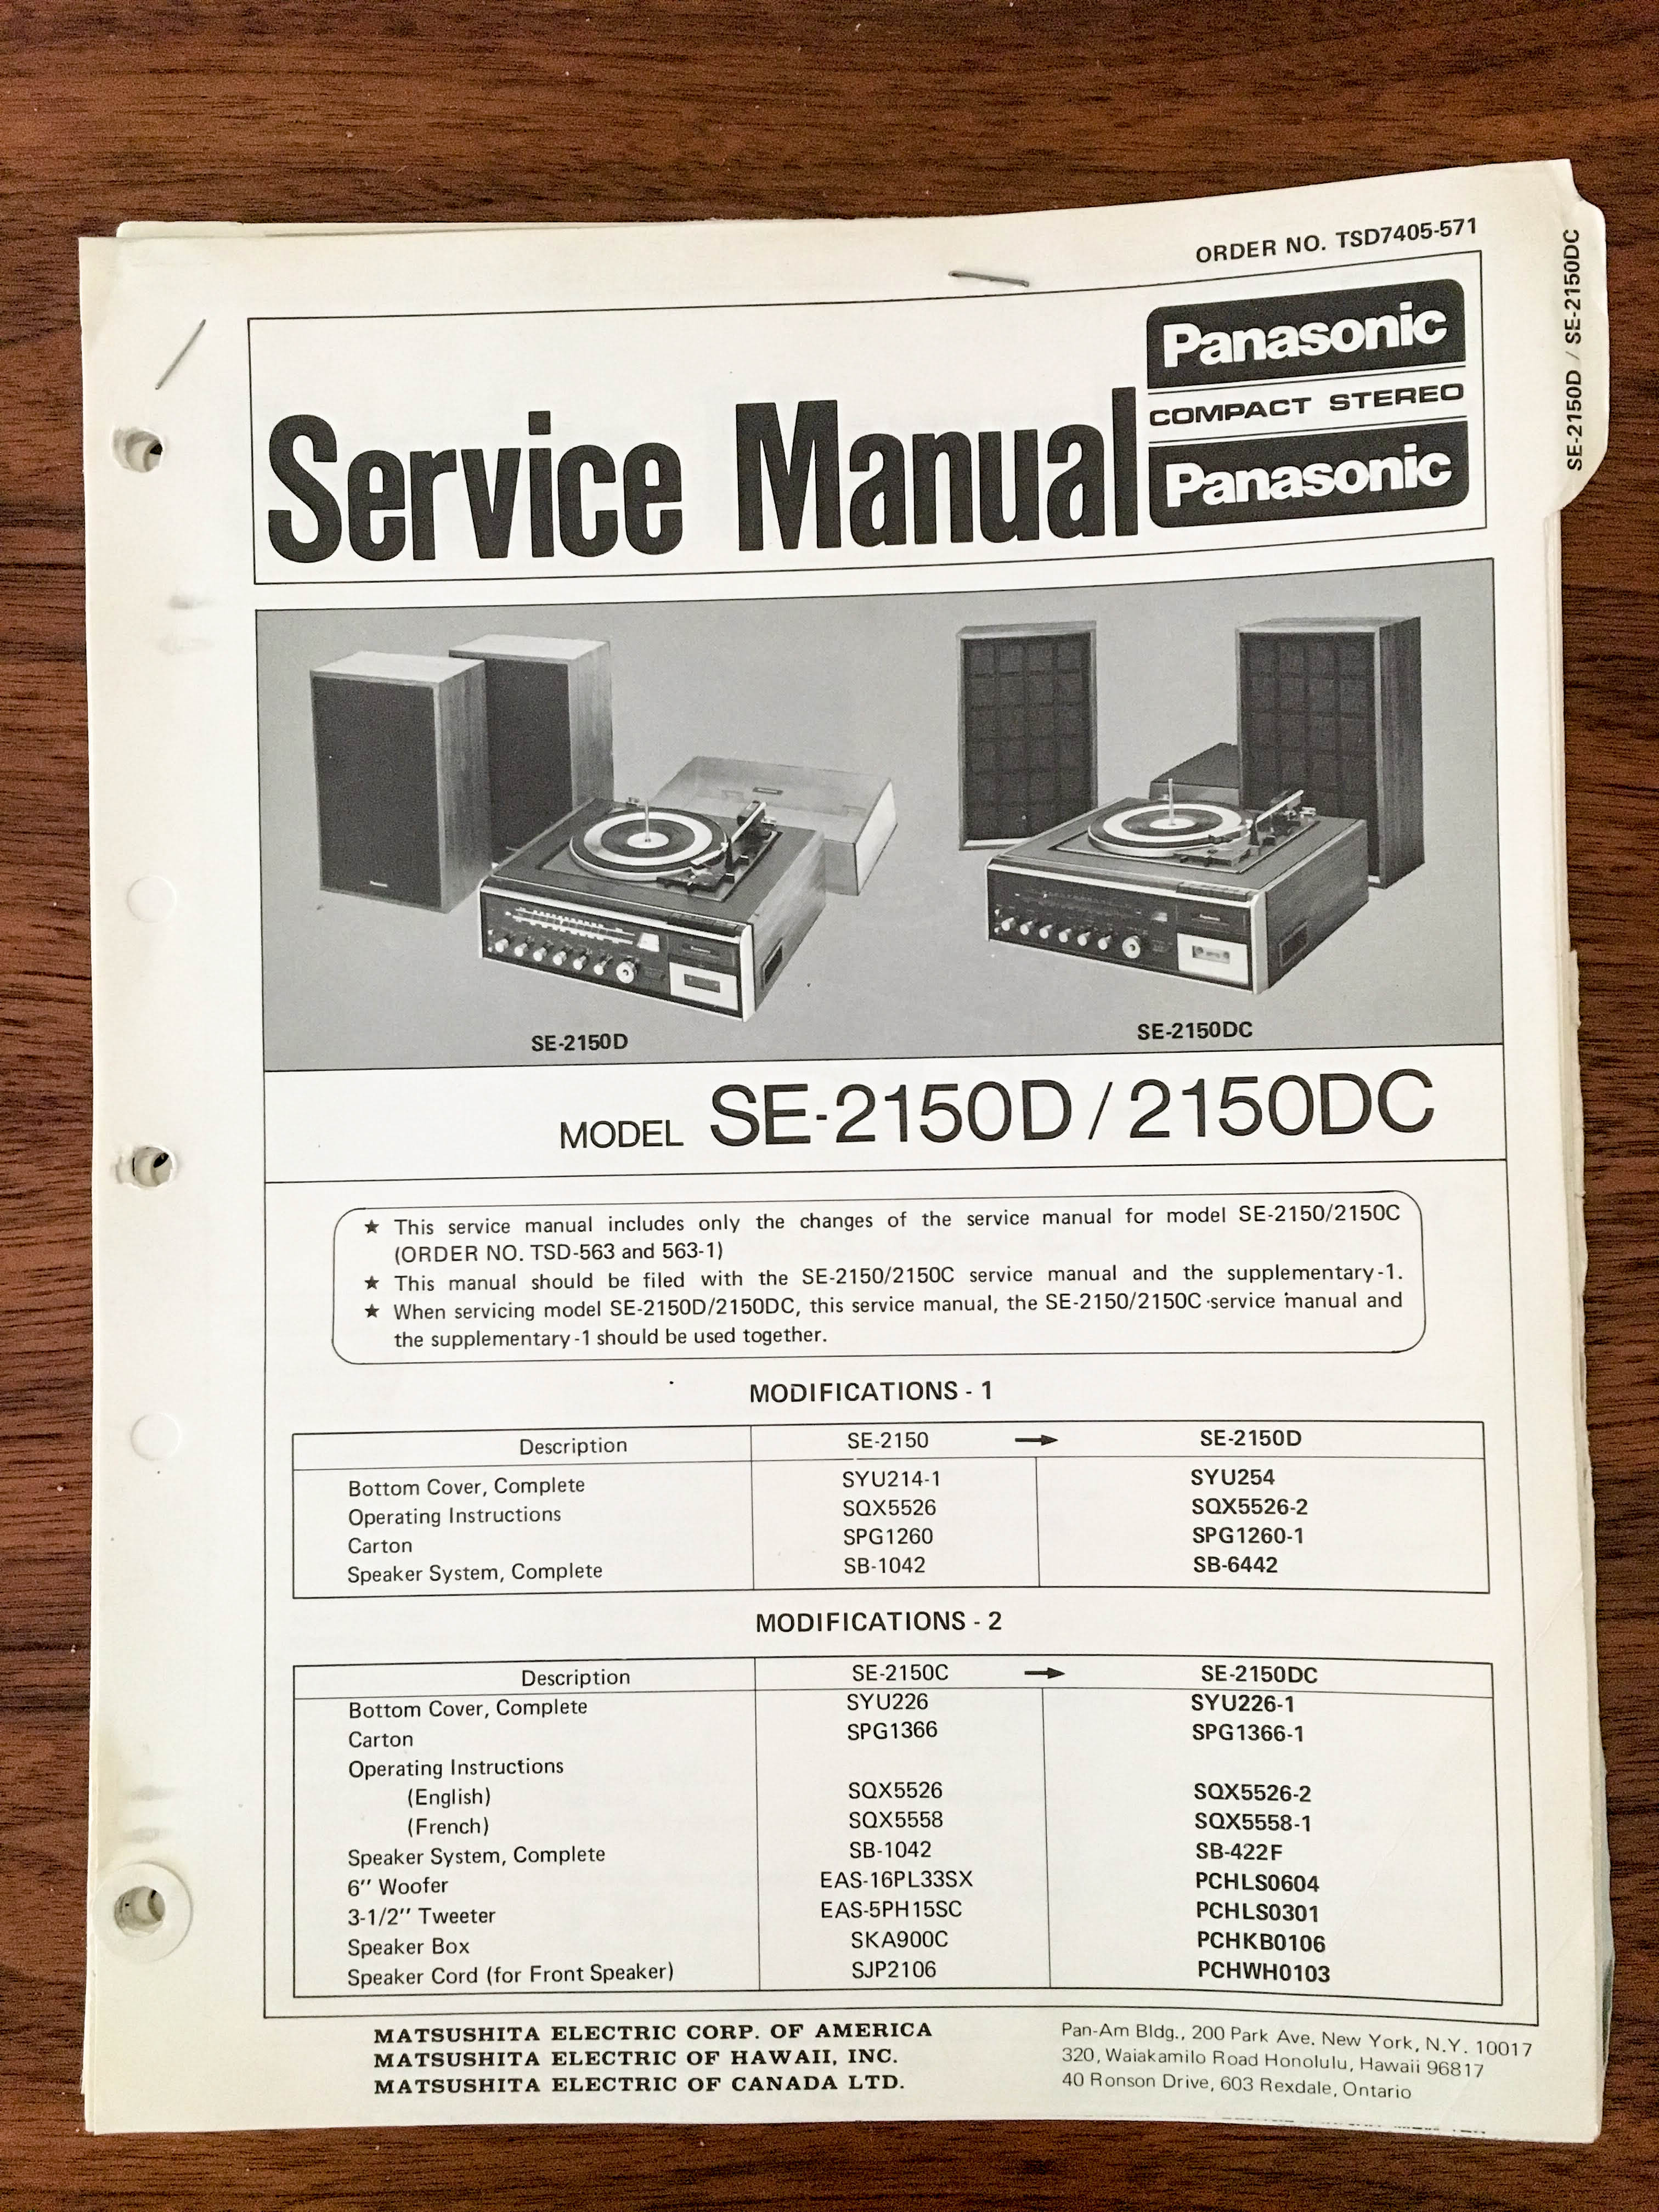 ORDER NO. TSD7405-571
SE-2150D / SE-2150DC
Service Manual
Panasonic
COMPACT STEREO
Panasonic
SE-2150D
SE-2150DC
MODEL SE-2150D / 2150DC
★ This service manual includes only the changes of the service manual for model SE-2150/2150C
(ORDER NO. TSD-563 and 563-1)
★ This manual should be filed with the SE-2150/2150C service manual and the supplementary-1.
★ When servicing model SE-2150D/2150DC, this service manual, the SE-2150/2150C service manual and
the supplementary-1 should be used together.
MODIFICATIONS - 1
Description SE-2150 → SE-2150D
Bottom Cover, Complete SYU214-1 SYU254
Operating Instructions SQX5526 SQX5526-2
Carton SPG1260 SPG1260-1
Speaker System, Complete SB-1042 SB-6442
MODIFICATIONS - 2
Description SE-2150C → SE-2150DC
Bottom Cover, Complete SYU226 SYU226-1
Carton SPG1366 SPG1366-1
Operating Instructions
(English) SQX5526 SQX5526-2
(French) SQX5558 SQX5558-1
Speaker System, Complete SB-1042 SB-422F
6" Woofer EAS-16PL33SX PCHLS0604
3-1/2" Tweeter EAS-5PH15SC PCHLS0301
Speaker Box SKA900C PCHKB0106
Speaker Cord (for Front Speaker) SJP2106 PCHWH0103
MATSUSHITA ELECTRIC CORP. OF AMERICA Pan-Am Bldg., 200 Park Ave. New York, N.Y. 10017
MATSUSHITA ELECTRIC OF HAWAII, INC. 320, Waiakamilo Road Honolulu, Hawaii 96817
MATSUSHITA ELECTRIC OF CANADA LTD. 40 Ronson Drive, 603 Rexdale, Ontario